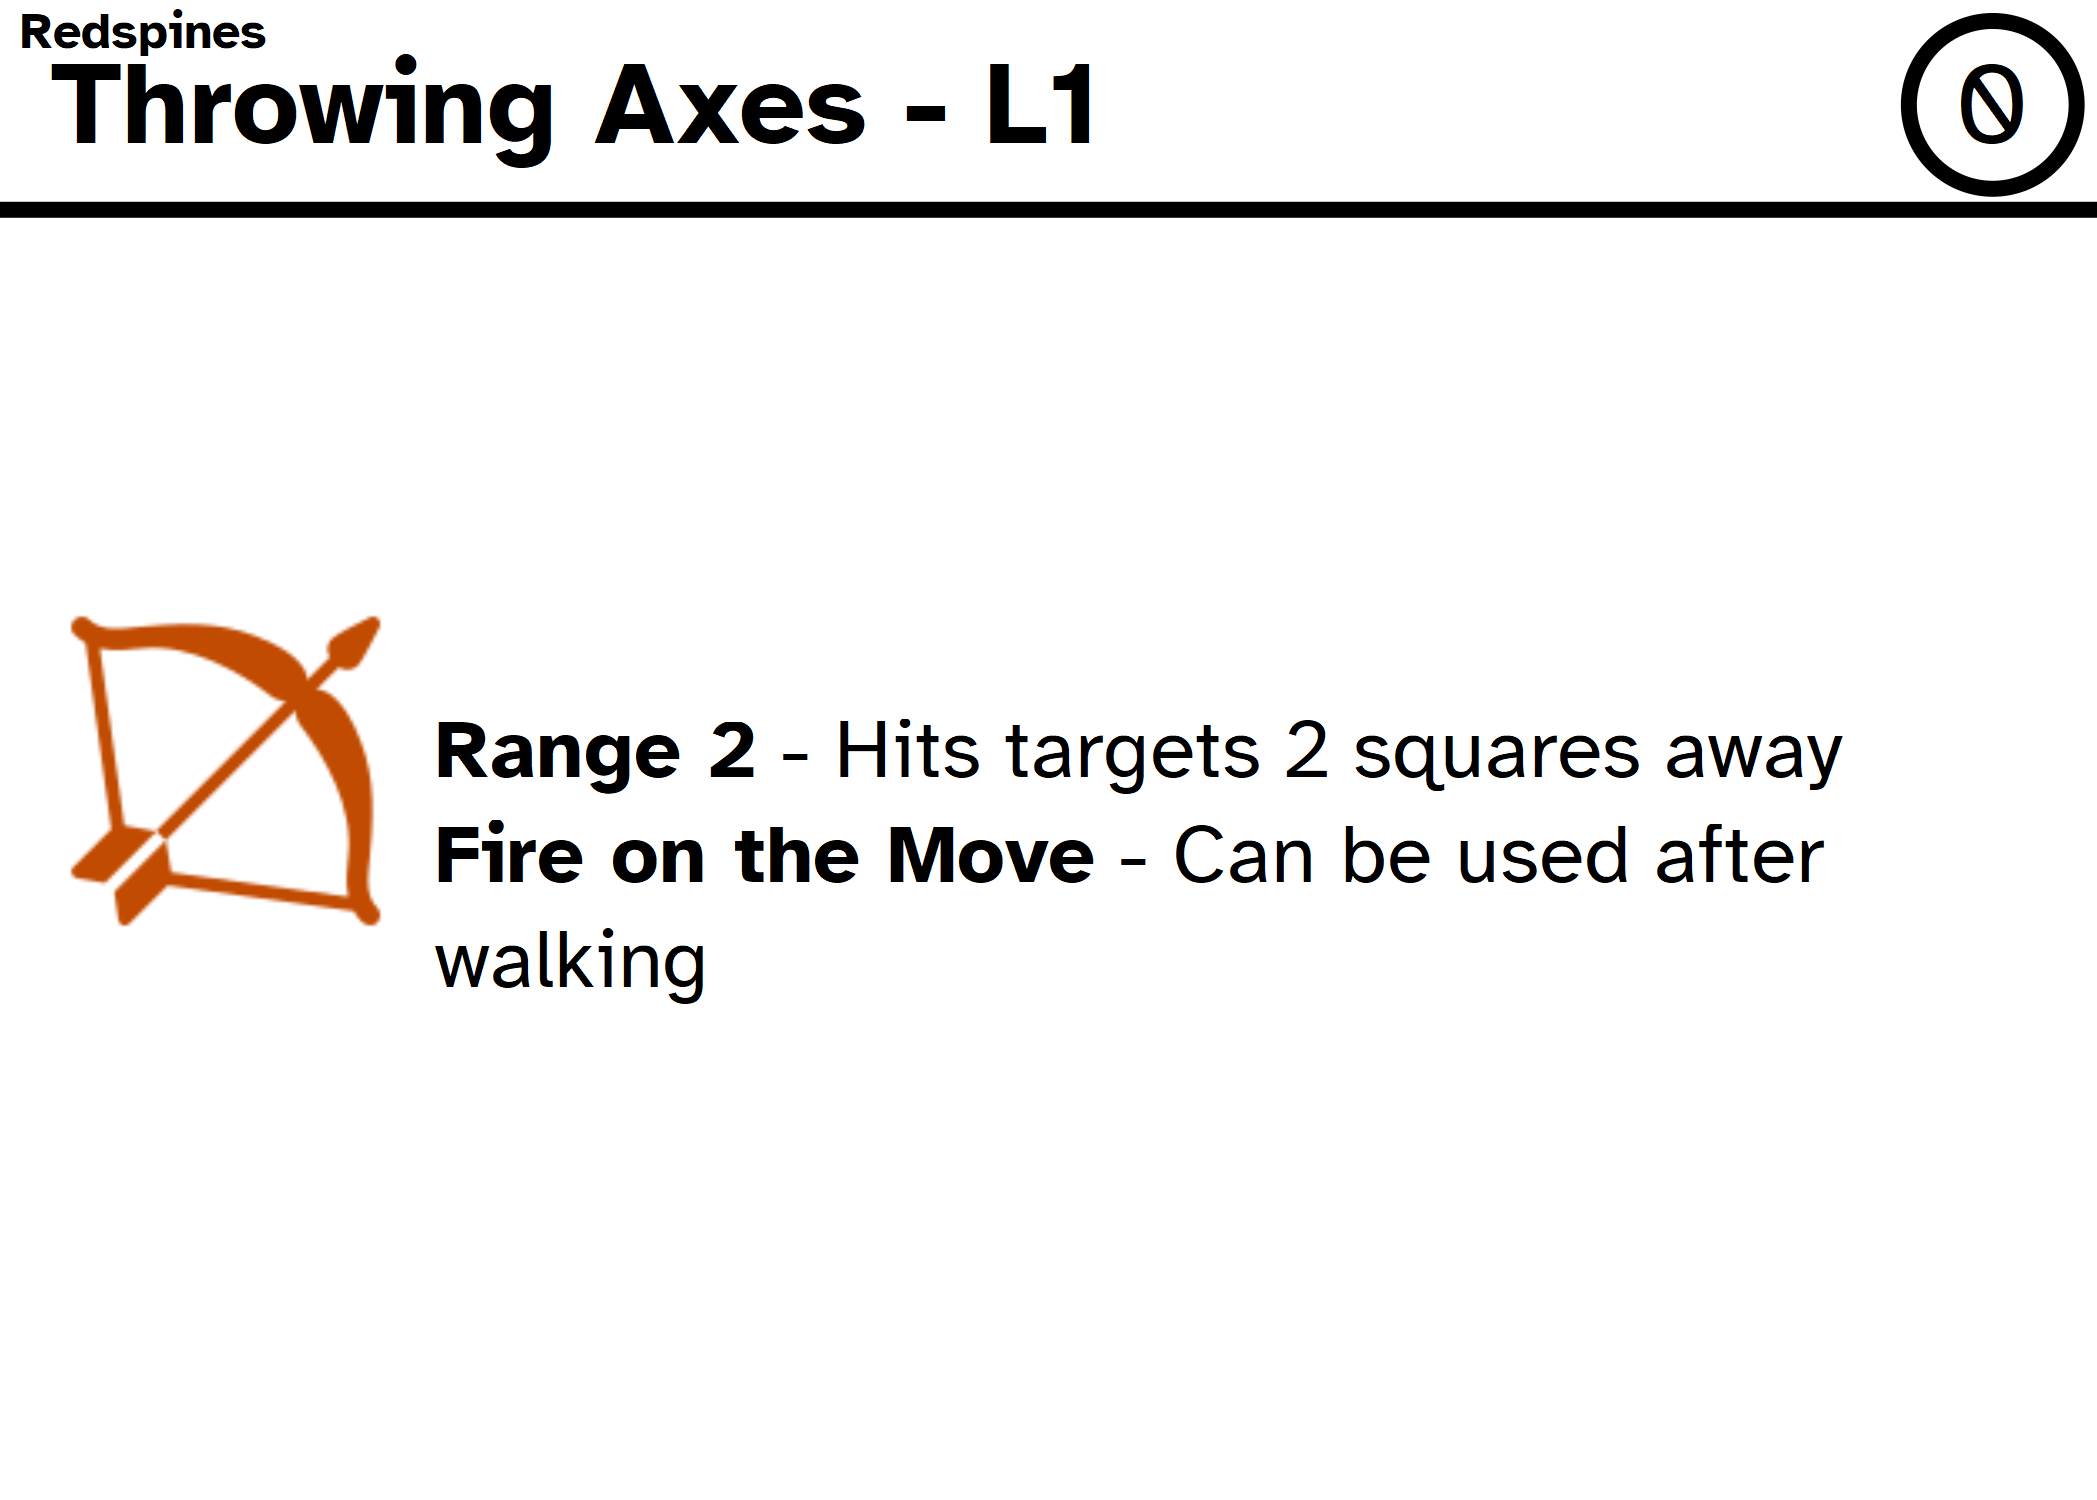 Redspines
Throwing Axes - L1
0
Range 2 - Hits targets 2 squares away
Fire on the Move - Can be used after
walking